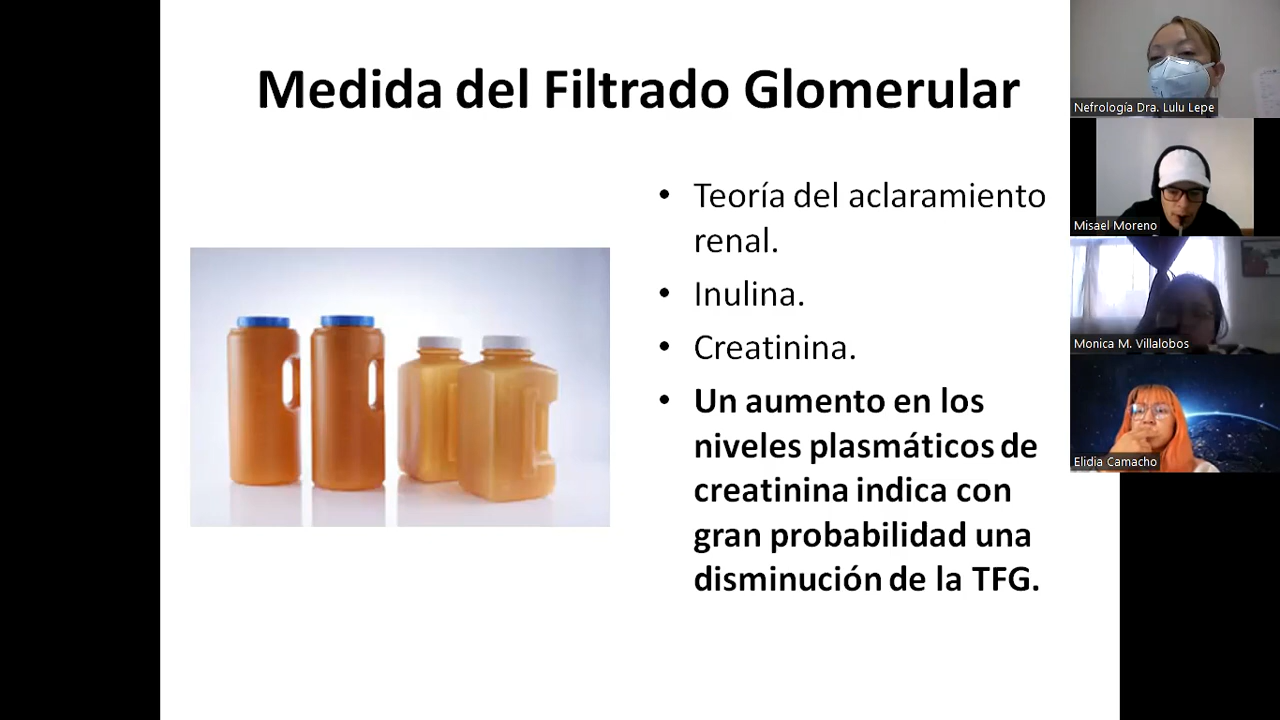 Medida del Filtrado Glomerular
• Teoría del aclaramiento
renal.
• Inulina.
• Creatinina.
• Un aumento en los
niveles plasmáticos de
creatinina indica con
gran probabilidad una
disminución de la TFG.
Nefrología Dra. Lulu Lepe
Misael Moreno
Monica M. Villalobos
Elidia Camacho